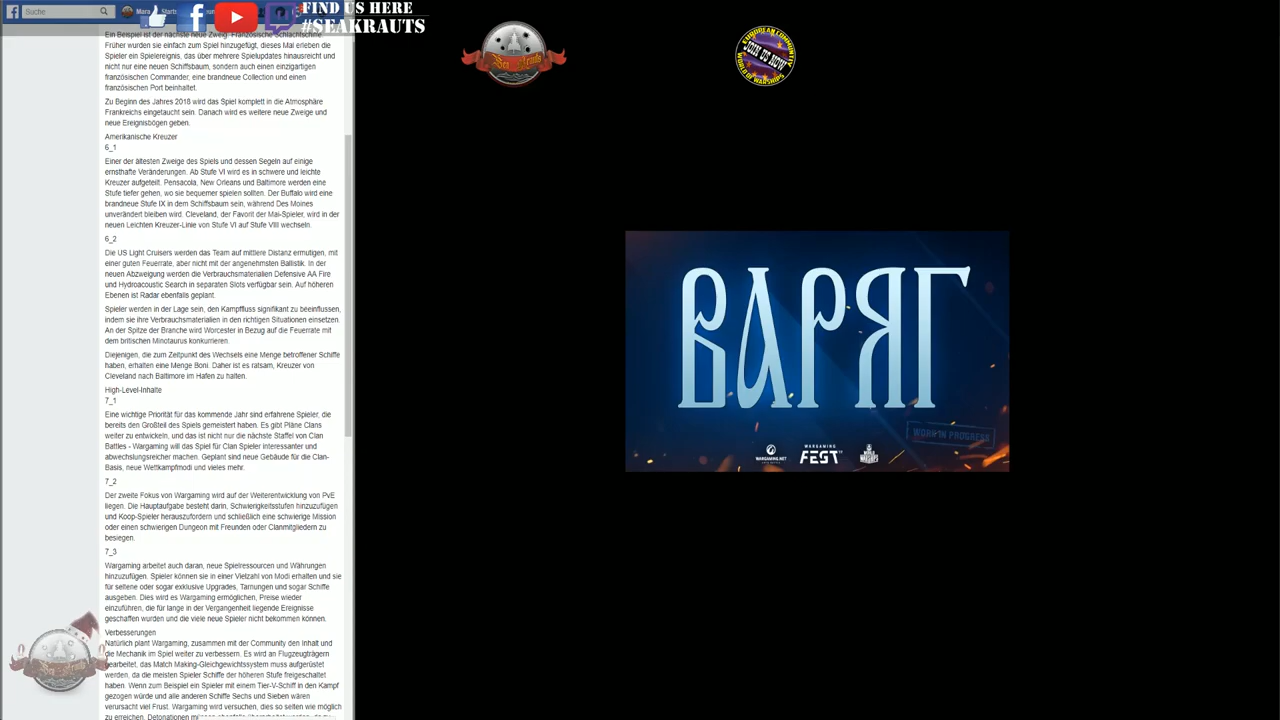 Suche
Mara
Starts
FIND US HERE
#SEAKRAUTS
Ein Beispiel ist der nächste neue Zweig: Französische Schlachtschiffe.
Früher wurden sie einfach zum Spiel hinzugefügt, dieses Mal erleben die
Spieler ein Spielereignis, das über mehrere Spielupdates hinausreicht und
nicht nur eine neuen Schiffsbaum, sondern auch einen einzigartigen
französischen Commander, eine brandneue Collection und einen
französischen Port beinhaltet.
Zu Beginn des Jahres 2018 wird das Spiel komplett in die Atmosphäre
Frankreichs eingetaucht sein. Danach wird es weitere neue Zweige und
neue Ereignisbögen geben.
Amerikanische Kreuzer
6_1
Einer der ältesten Zweige des Spiels und dessen Segeln auf einige
ernsthafte Veränderungen. Ab Stufe VI wird es in schwere und leichte
Kreuzer aufgeteilt. Pensacola, New Orleans und Baltimore werden eine
Stufe tiefer gehen, wo sie bequemer spielen sollten. Der Buffalo wird eine
brandneue Stufe IX in dem Schiffsbaum sein, während Des Moines
unverändert bleiben wird. Cleveland, der Favorit der Mai-Spieler, wird in der
neuen Leichten Kreuzer-Linie von Stufe VI auf Stufe VIII wechseln.
6_2
Die US Light Cruisers werden das Team auf mittlere Distanz ermutigen, mit
einer guten Feuerrate, aber nicht mit der angenehmsten Ballistik. In der
neuen Abzweigung werden die Verbrauchsmaterialien Defensive AA Fire
und Hydroacoustic Search in separaten Slots verfügbar sein. Auf höheren
Ebenen ist Radar ebenfalls geplant.
Spieler werden in der Lage sein, den Kampffluss signifikant zu beeinflussen,
indem sie ihre Verbrauchsmaterialien in den richtigen Situationen einsetzen.
An der Spitze der Branche wird Worcester in Bezug auf die Feuerrate mit
dem britischen Minotaurus konkurrieren.
Diejenigen, die zum Zeitpunkt des Wechsels eine Menge betroffener Schiffe
haben, erhalten eine Menge Boni. Daher ist es ratsam, Kreuzer von
Cleveland nach Baltimore im Hafen zu halten.
High-Level-Inhalte
7_1
Eine wichtige Priorität für das kommende Jahr sind erfahrene Spieler, die
bereits den Großteil des Spiels gemeistert haben. Es gibt Pläne Clans
weiter zu entwickeln, und das ist nicht nur die nächste Staffel von Clan
Battles - Wargaming will das Spiel für Clan Spieler interessanter und
abwechslungsreicher machen. Geplant sind neue Gebäude für die Clan-
Basis, neue Wettkampfmodi und vieles mehr.
7_2
Der zweite Fokus von Wargaming wird auf der Weiterentwicklung von PvE
liegen. Die Hauptaufgabe besteht darin, Schwierigkeitsstufen hinzuzufügen
und Koop-Spieler herauszufordern und schließlich eine schwierige Mission
oder einen schwierigen Dungeon mit Freunden oder Clanmitgliedern zu
besiegen.
7_3
Wargaming arbeitet auch daran, neue Spielressourcen und Währungen
hinzuzufügen. Spieler können sie in einer Vielzahl von Modi erhalten und sie
für seltene oder sogar exklusive Upgrades, Tarnungen und sogar Schiffe
ausgeben. Dies wird es Wargaming ermöglichen, Preise wieder
einzuführen, die für lange in der Vergangenheit liegende Ereignisse
geschaffen wurden und die viele neue Spieler nicht bekommen können.
Verbesserungen
Natürlich plant Wargaming, zusammen mit der Community den Inhalt und
die Mechanik im Spiel weiter zu verbessern. Es wird an Flugzeugträgern
gearbeitet, das Match Making-Gleichgewichtssystem muss aufgerüstet
werden, da die meisten Spieler Schiffe der höheren Stufe freigeschaltet
haben. Wenn zum Beispiel ein Spieler mit einem Tier-V-Schiff in den Kampf
gezogen würde und alle anderen Schiffe Sechs und Sieben wären
verursacht viel Frust. Wargaming wird versuchen, dies so selten wie möglich
zu erreichen. Detonationen
Sea Krauts
EUROPEAN COMMUNITY
JOIN US NOW
WORLD OF WARSHIPS
ВАРЯГ
WORK IN PROGRESS
WARGAMING.NET
WARGAMING
FEST
Sea Krauts